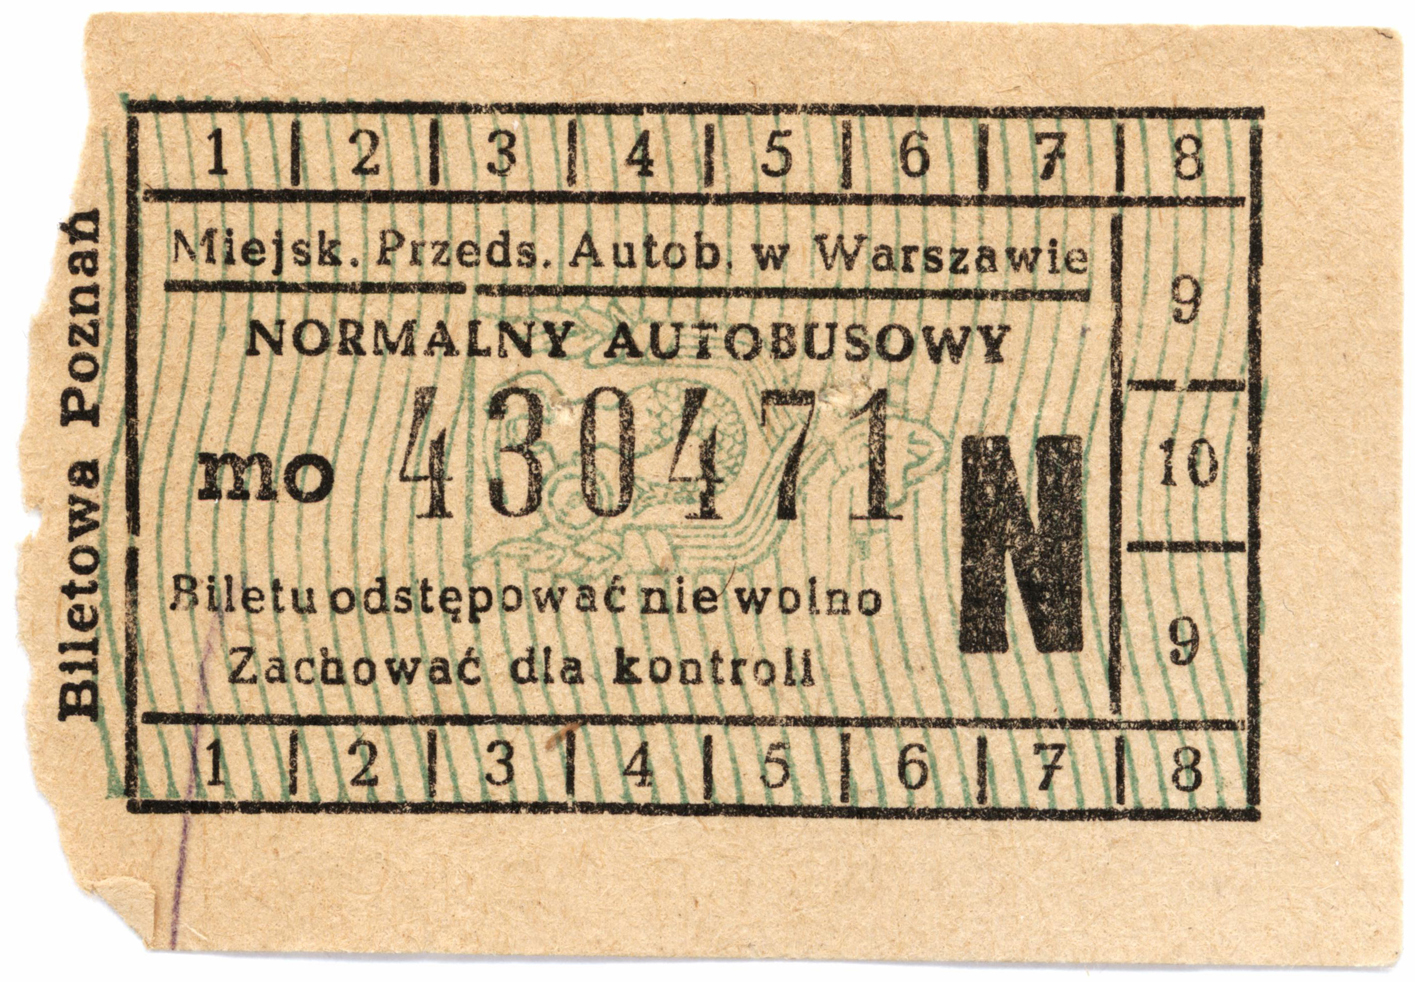 1 | 2 | 3 | 4 | 5 | 6 | 7 | 8
Miejsk. Przeds. Autob. w Warszawie
9
NORMALNY AUTOBUSOWY
mo 430471
N
10
Biletu odstępować nie wolno
9
Zachować dla kontroli
1 | 2 | 3 | 4 | 5 | 6 | 7 | 8
Biletowa Poznań